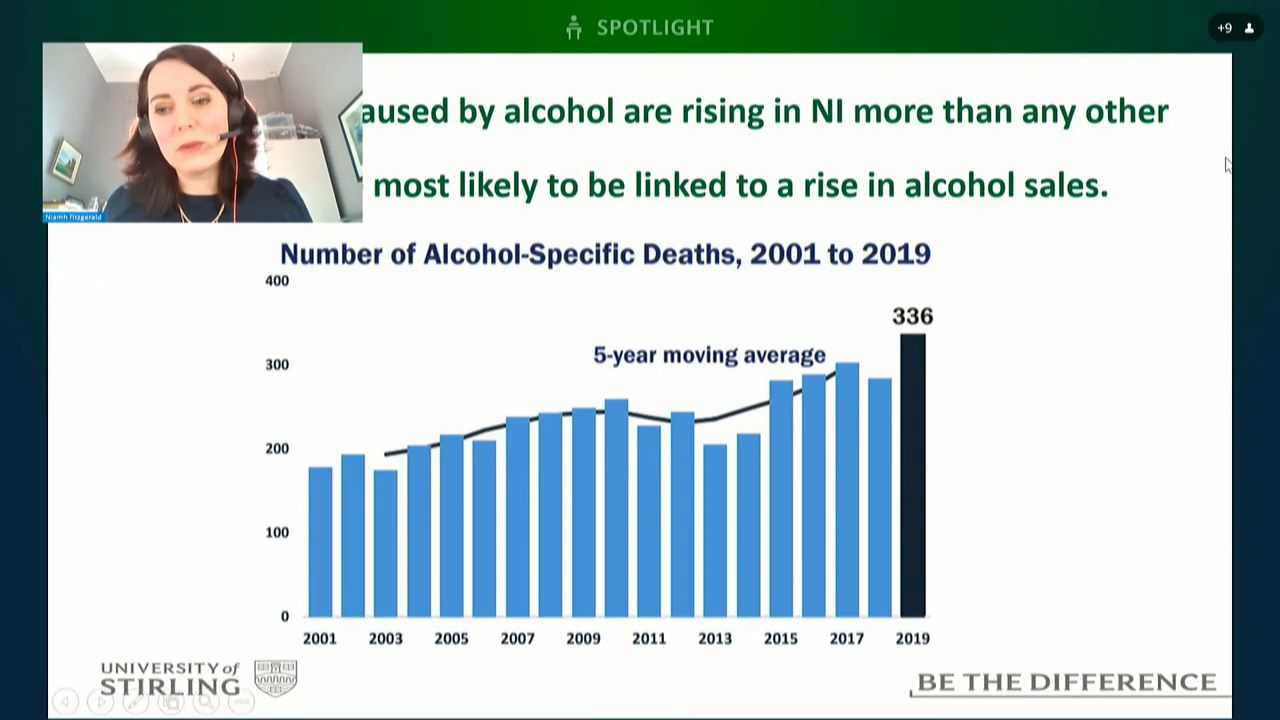 SPOTLIGHT
+9
aused by alcohol are rising in NI more than any other
most likely to be linked to a rise in alcohol sales.
Niamh Fitzgerald
Number of Alcohol-Specific Deaths, 2001 to 2019
400
336
5-year moving average
300
200
100
0
2001 2003 2005 2007 2009 2011 2013 2015 2017 2019
UNIVERSITY of
STIRLING
BE THE DIFFERENCE